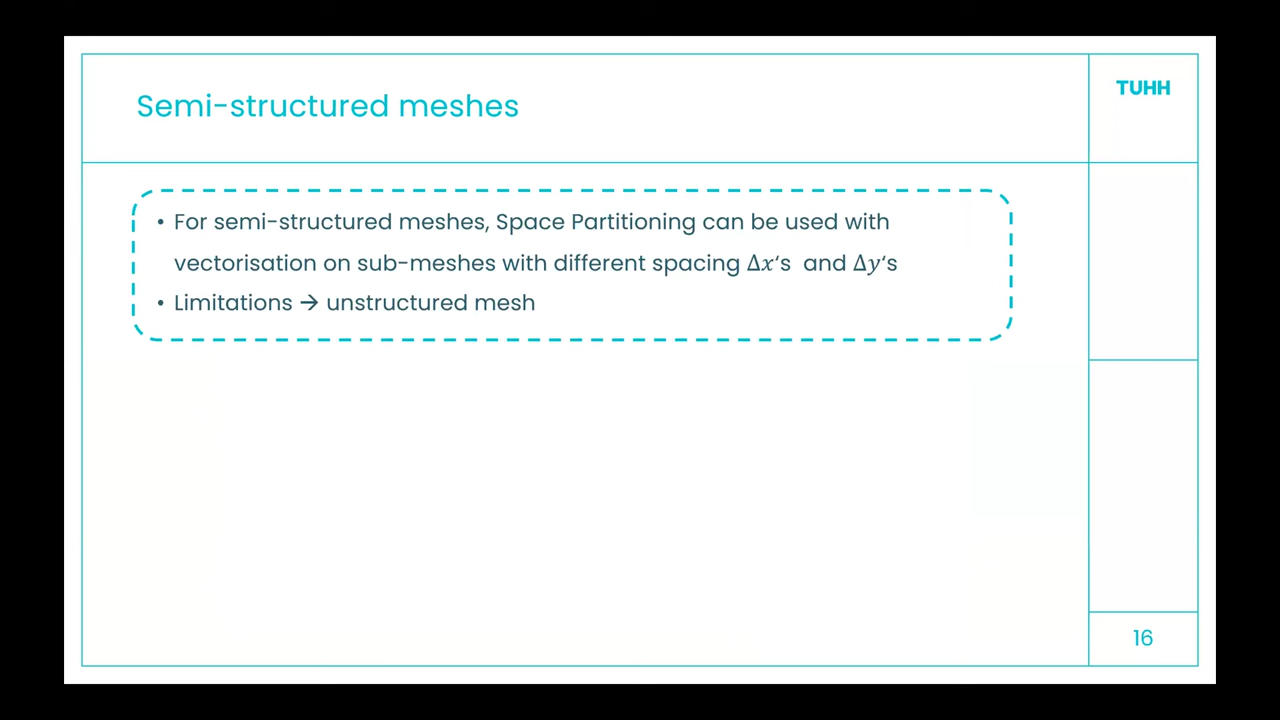 Semi-structured meshes
TUHH
• For semi-structured meshes, Space Partitioning can be used with
vectorisation on sub-meshes with different spacing Δx‘s and Δy‘s
• Limitations → unstructured mesh
16